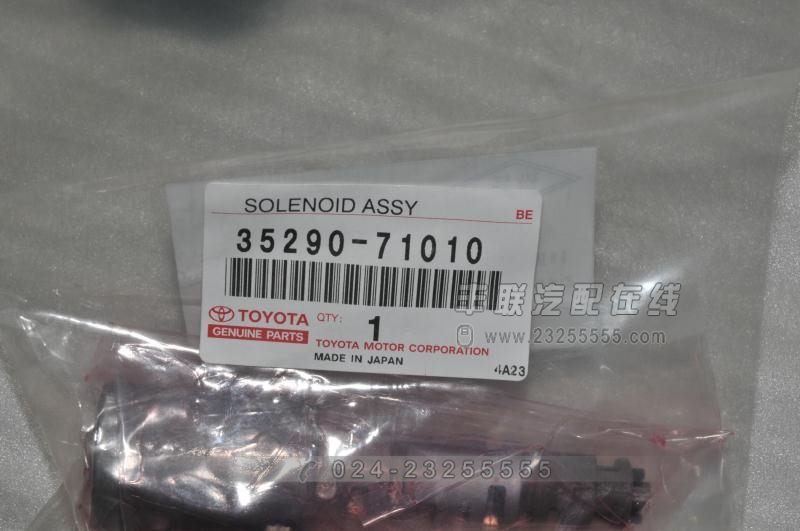 SOLENOID ASSY
BE
35290-71010
TOYOTA
GENUINE PARTS
QTY: 1
TOYOTA MOTOR CORPORATION
MADE IN JAPAN
4A23
丰联汽配在线
www.23255555.com
024-23255555